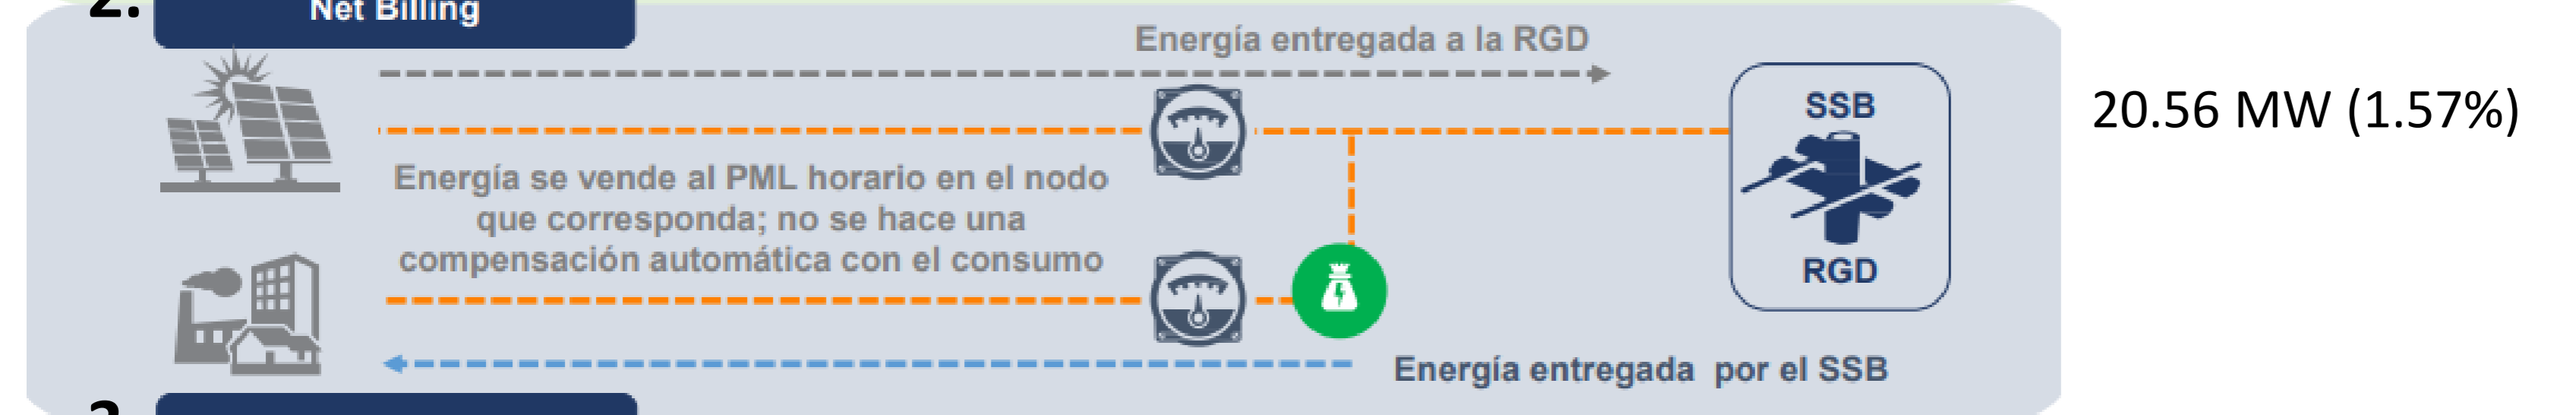 2.
Net Billing
Energía entregada a la RGD
SSB
20.56 MW (1.57%)
Energía se vende al PML horario en el nodo
que corresponda; no se hace una
compensación automática con el consumo
RGD
Energía entregada por el SSB